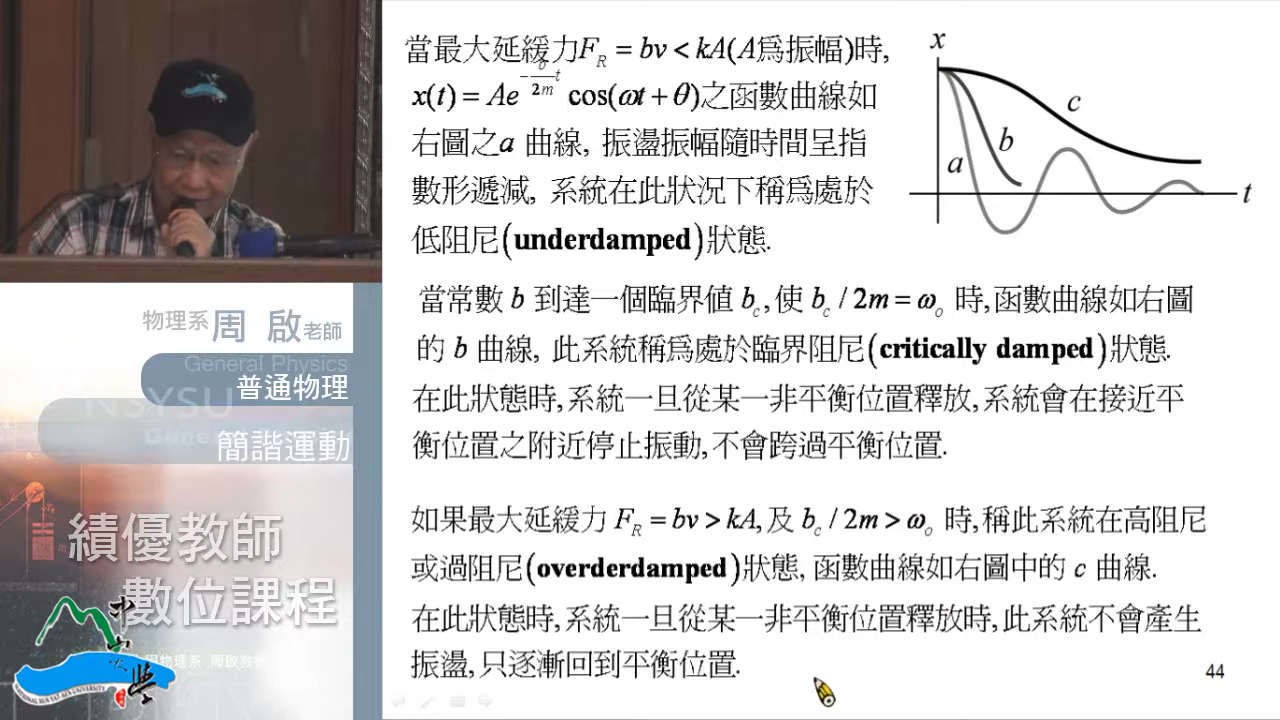 當最大延緩力F_R = bv < kA(A為振幅)時,
x(t) = Ae^{-\frac{b}{2m}t} cos(ωt + θ)之函數曲線如
右圖之a 曲線, 振盪振幅隨時間呈指
數形遞減, 系統在此狀況下稱為處於
低阻尼(underdamped)狀態.
x
a
b
c
t
當常數 b 到達一個臨界值 b_c, 使 b_c / 2m = ω_o 時, 函數曲線如右圖
的 b 曲線, 此系統稱為處於臨界阻尼(critically damped)狀態.
在此狀態時, 系統一旦從某一非平衡位置釋放, 系統會在接近平
衡位置之附近停止振動, 不會跨過平衡位置.
如果最大延緩力 F_R = bv > kA, 及 b_c / 2m > ω_o 時, 稱此系統在高阻尼
或過阻尼(overderdamped)狀態, 函數曲線如右圖中的 c 曲線.
在此狀態時, 系統一旦從某一非平衡位置釋放時, 此系統不會產生
振盪, 只逐漸回到平衡位置.
44
物理系周 啟老師
General Physics
普通物理
NSYSU
簡諧運動
績優教師
數位課程
中山大學
NATIONAL SUN YAT-SEN UNIVERSITY